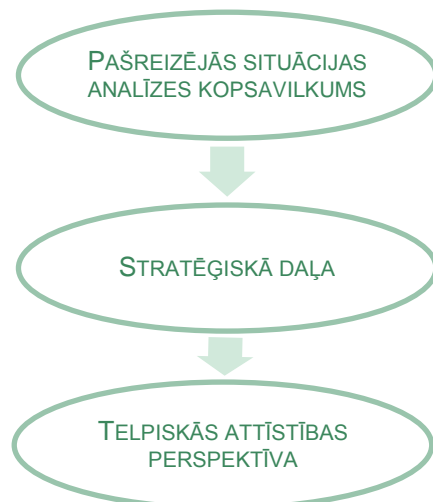 PAŠREIZĒJĀS SITUĀCIJAS
ANALĪZES KOPSAVILKUMS
STRATĒĢISKĀ DAĻA
TELPISKĀS ATTĪSTĪBAS
PERSPEKTĪVA